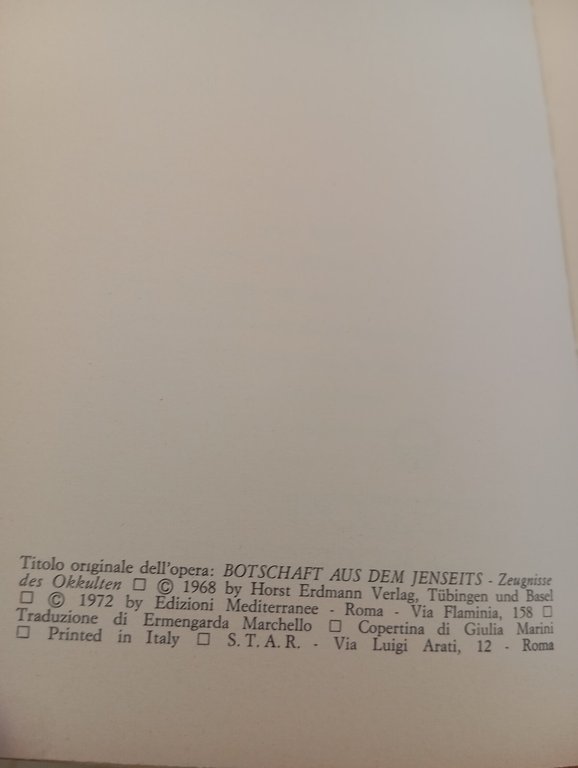 Titolo originale dell'opera: BOTSCHAFT AUS DEM JENSEITS - Zeugnisse
des Okkulten □ © 1968 by Horst Erdmann Verlag, Tübingen und Basel
□ © 1972 by Edizioni Mediterranee - Roma - Via Flaminia, 158 □
Traduzione di Ermengarda Marchello □ Copertina di Giulia Marini
□ Printed in Italy □ S.T.A.R. - Via Luigi Arati, 12 - Roma